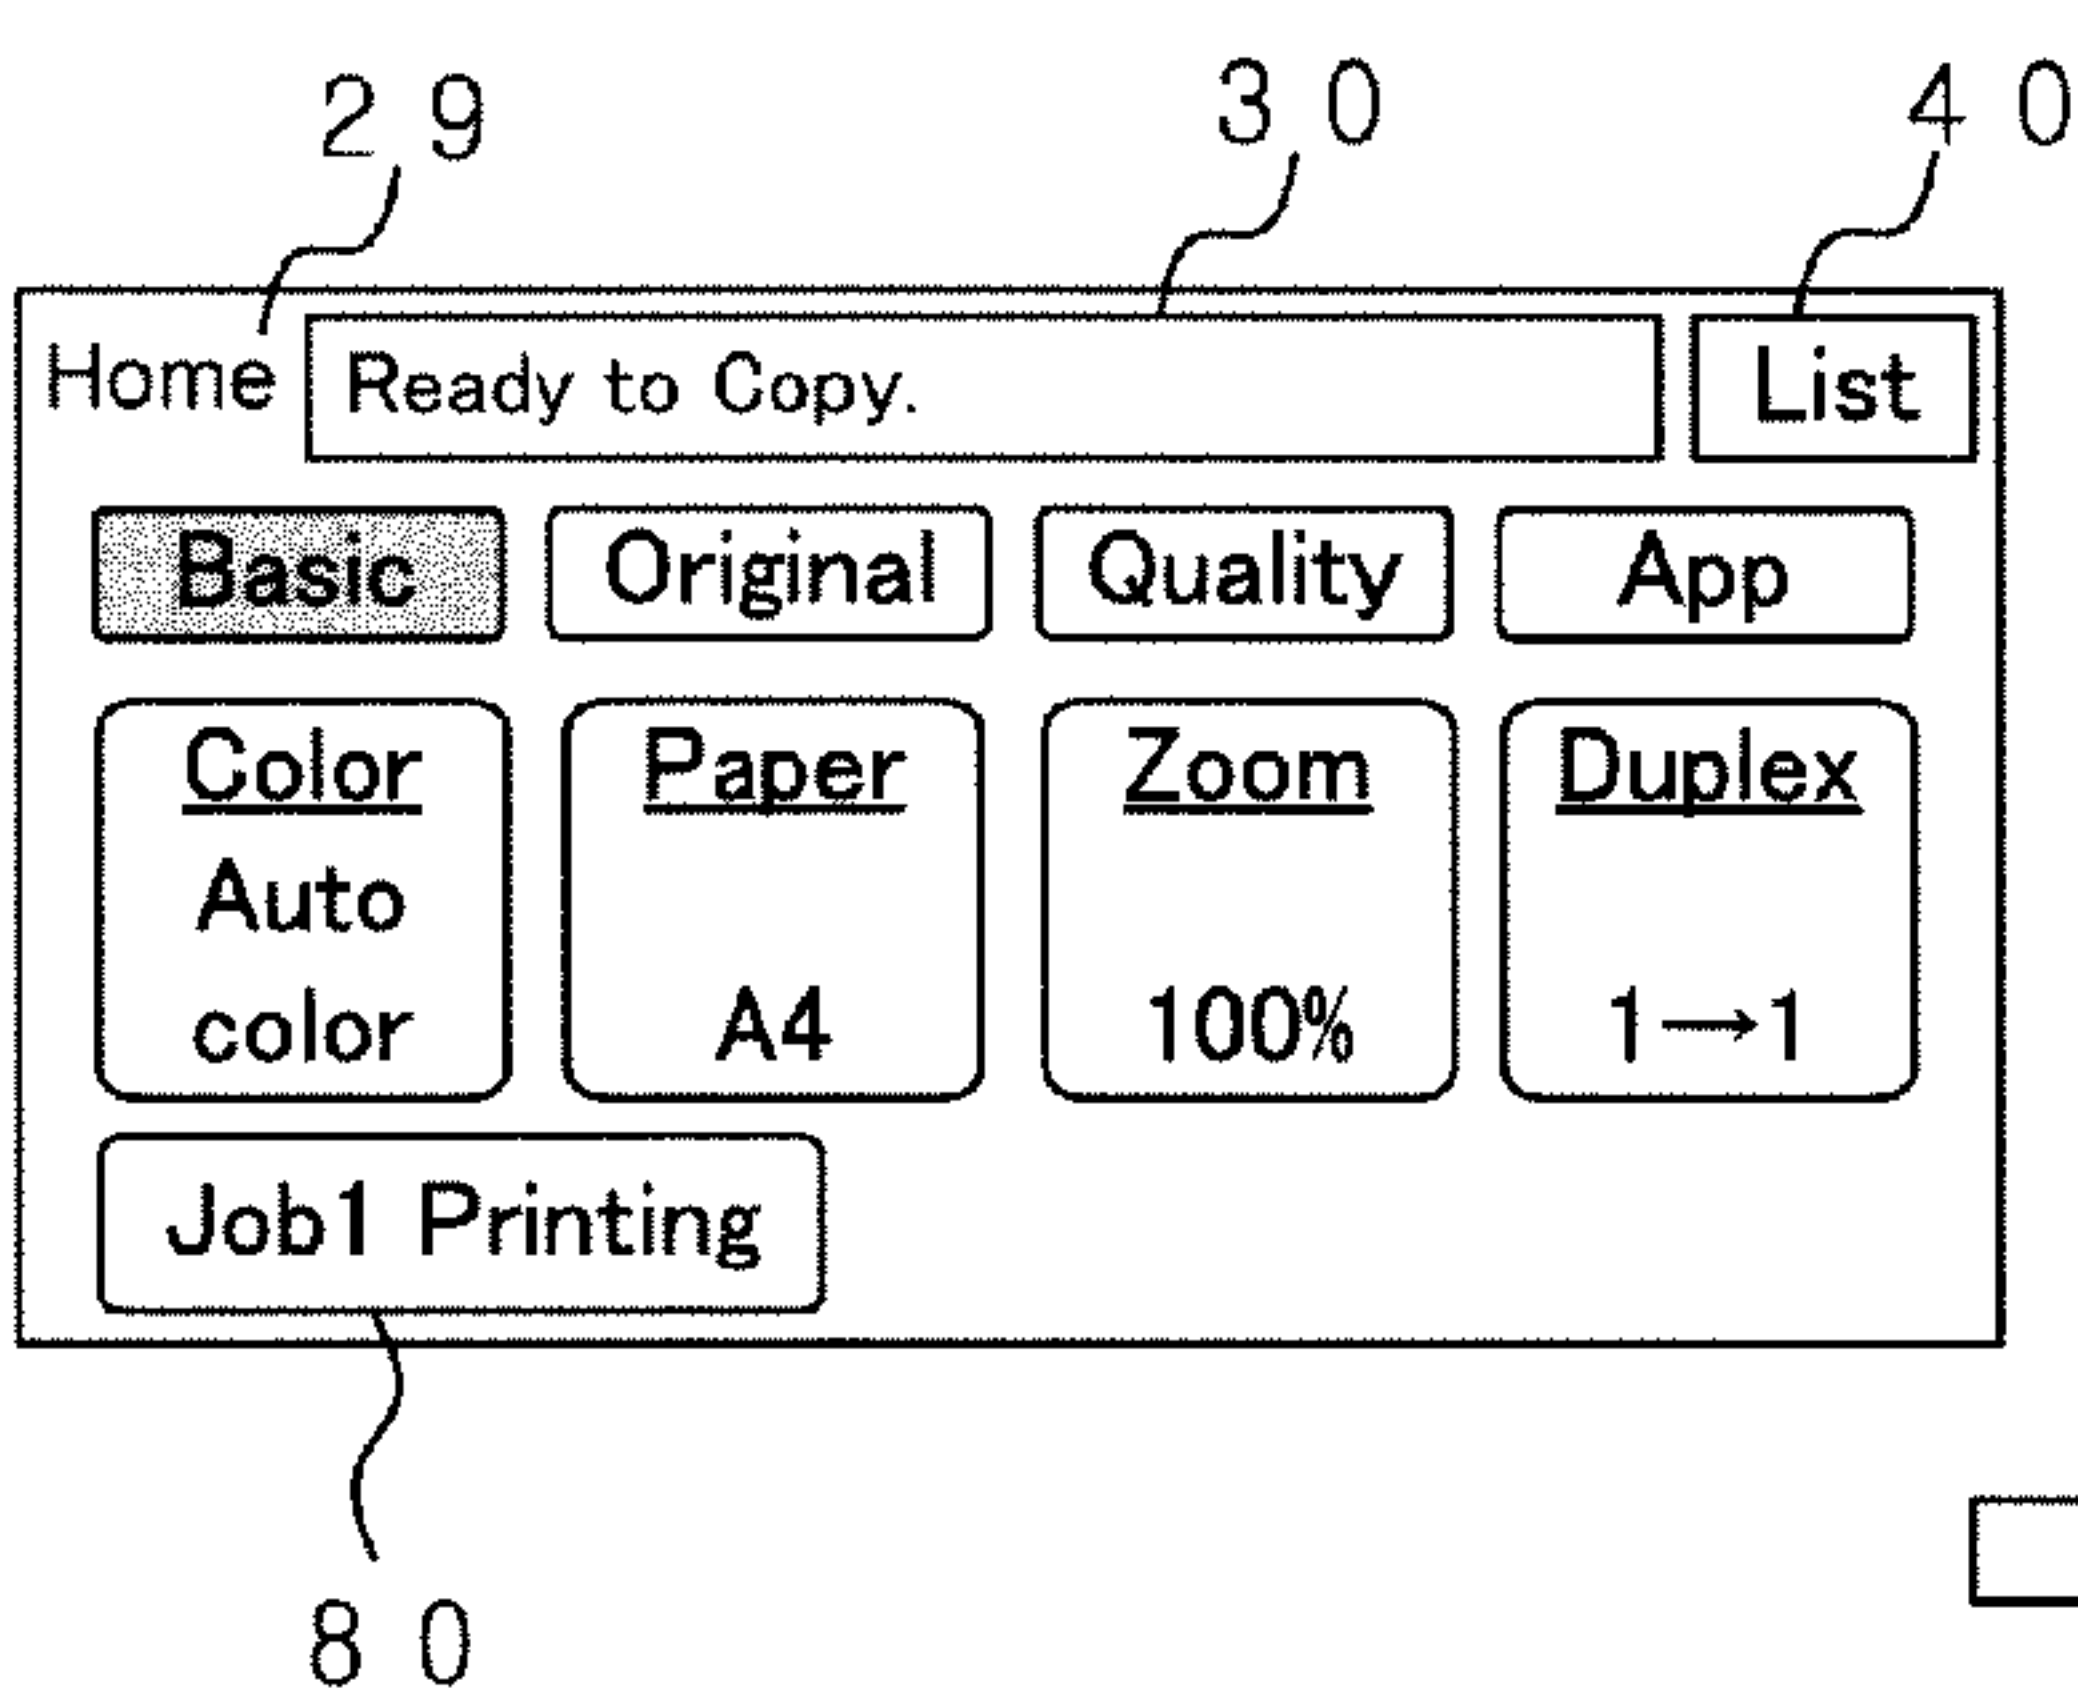 29 30 40
Home Ready to Copy. List
Basic Original Quality App
Color Paper Zoom Duplex
Auto
color A4 100% 1→1
Job1 Printing
80